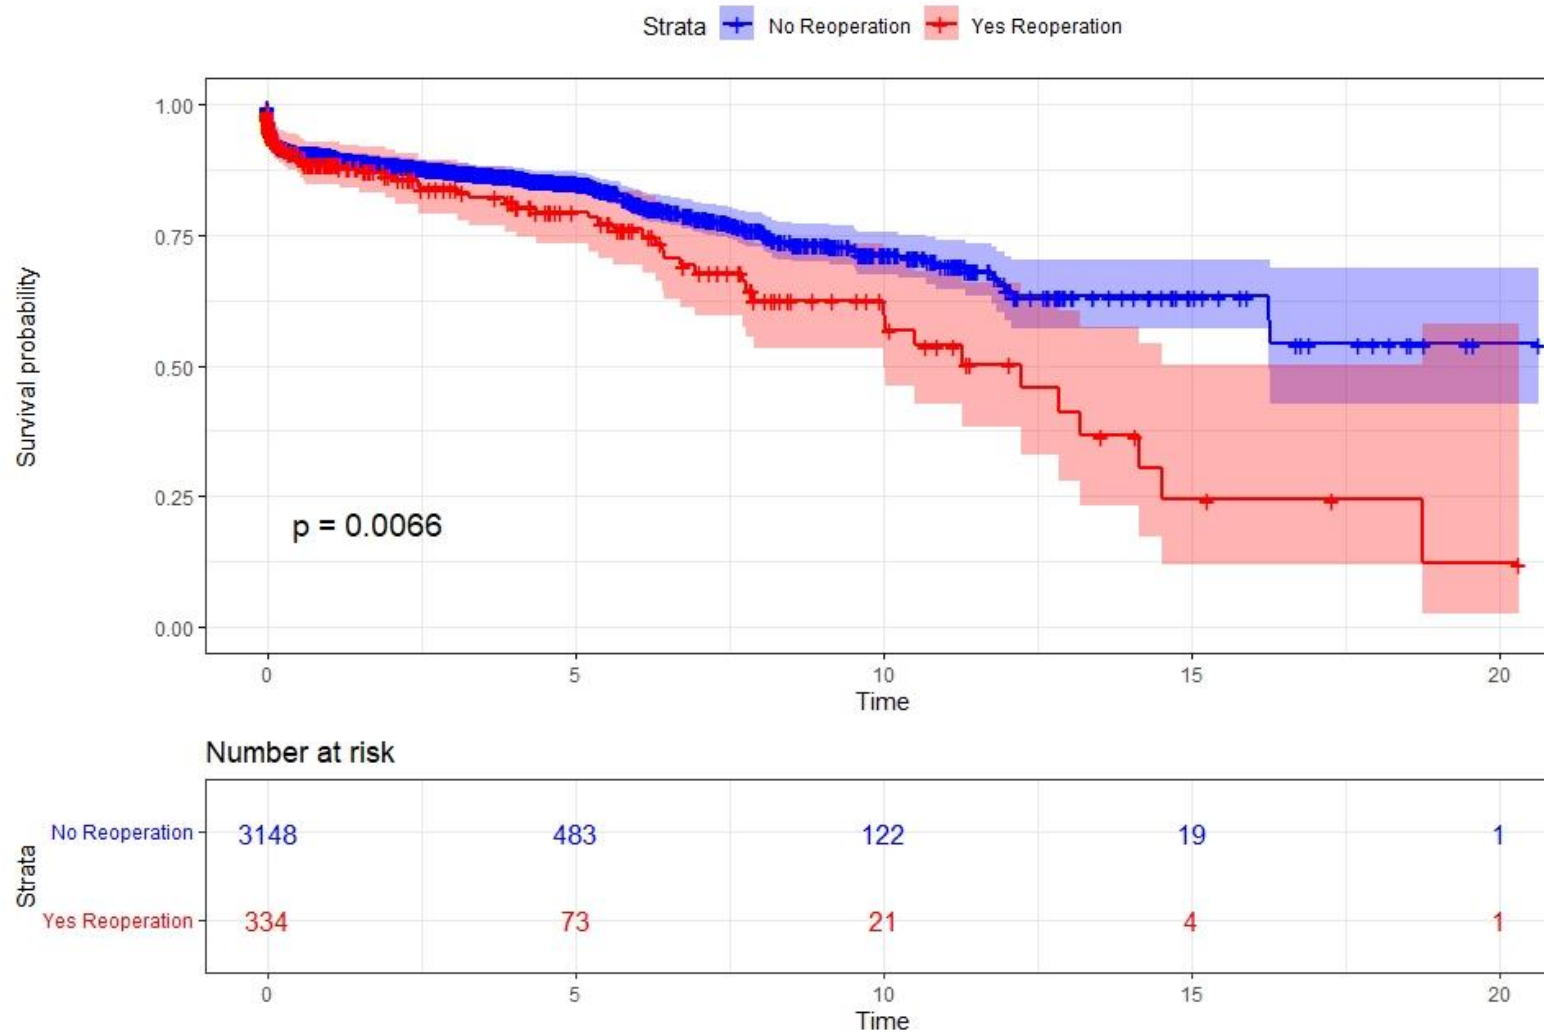 Strata No Reoperation Yes Reoperation
1.00
0.75
0.50
0.25
0.00
Survival probability
p = 0.0066
0 5 10 15 20
Time
Number at risk
Strata
No Reoperation 3148 483 122 19 1
Yes Reoperation 334 73 21 4 1
0 5 10 15 20
Time